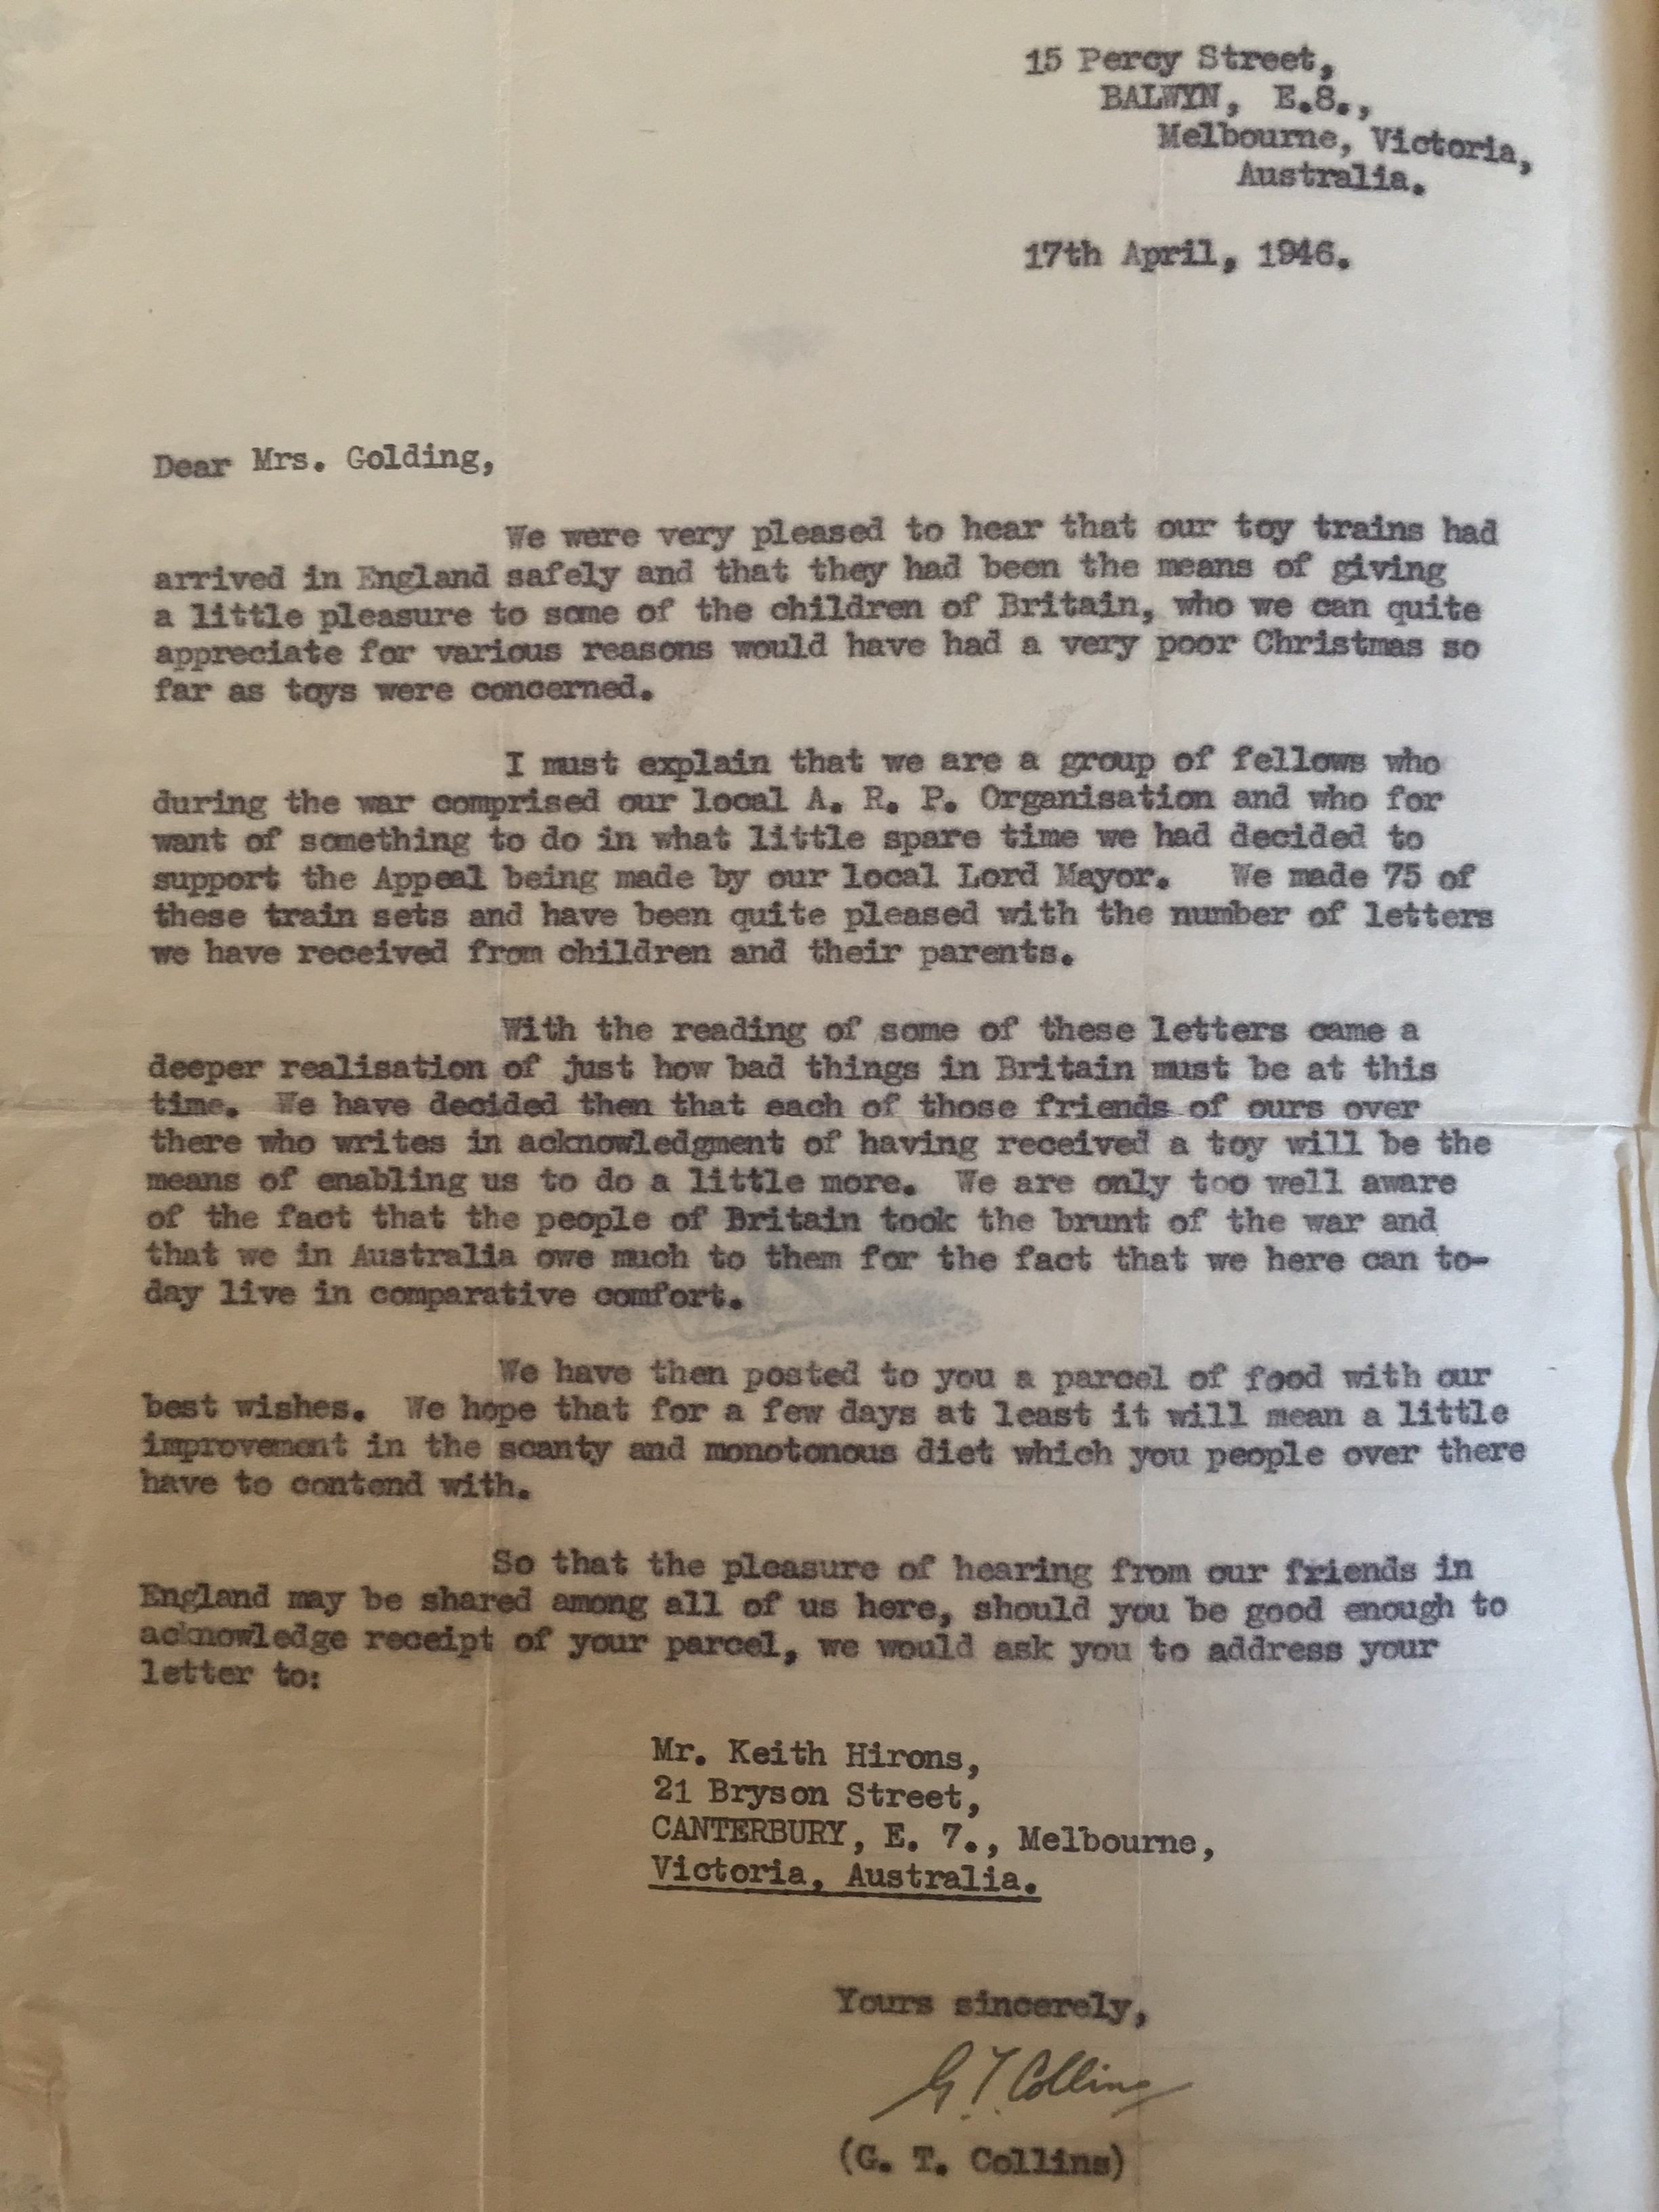 15 Percy Street,
BALWYN, E.8.,
Melbourne, Victoria,
Australia.
17th April, 1946.
Dear Mrs. Golding,
We were very pleased to hear that our toy trains had
arrived in England safely and that they had been the means of giving
a little pleasure to some of the children of Britain, who we can quite
appreciate for various reasons would have had a very poor Christmas so
far as toys were concerned.
I must explain that we are a group of fellows who
during the war comprised our local A. R. P. Organisation and who for
want of something to do in what little spare time we had decided to
support the Appeal being made by our local Lord Mayor. We made 75 of
these train sets and have been quite pleased with the number of letters
we have received from children and their parents.
With the reading of some of these letters came a
deeper realisation of just how bad things in Britain must be at this
time. We have decided then that each of those friends of ours over
there who writes in acknowledgment of having received a toy will be the
means of enabling us to do a little more. We are only too well aware
of the fact that the people of Britain took the brunt of the war and
that we in Australia owe much to them for the fact that we here can to-
day live in comparative comfort.
We have then posted to you a parcel of food with our
best wishes. We hope that for a few days at least it will mean a little
improvement in the scanty and monotonous diet which you people over there
have to contend with.
So that the pleasure of hearing from our friends in
England may be shared among all of us here, should you be good enough to
acknowledge receipt of your parcel, we would ask you to address your
letter to:
Mr. Keith Hirons,
21 Bryson Street,
CANTERBURY, E. 7., Melbourne,
Victoria, Australia.
Yours sincerely,
G. T. Collins
(G. T. Collins)